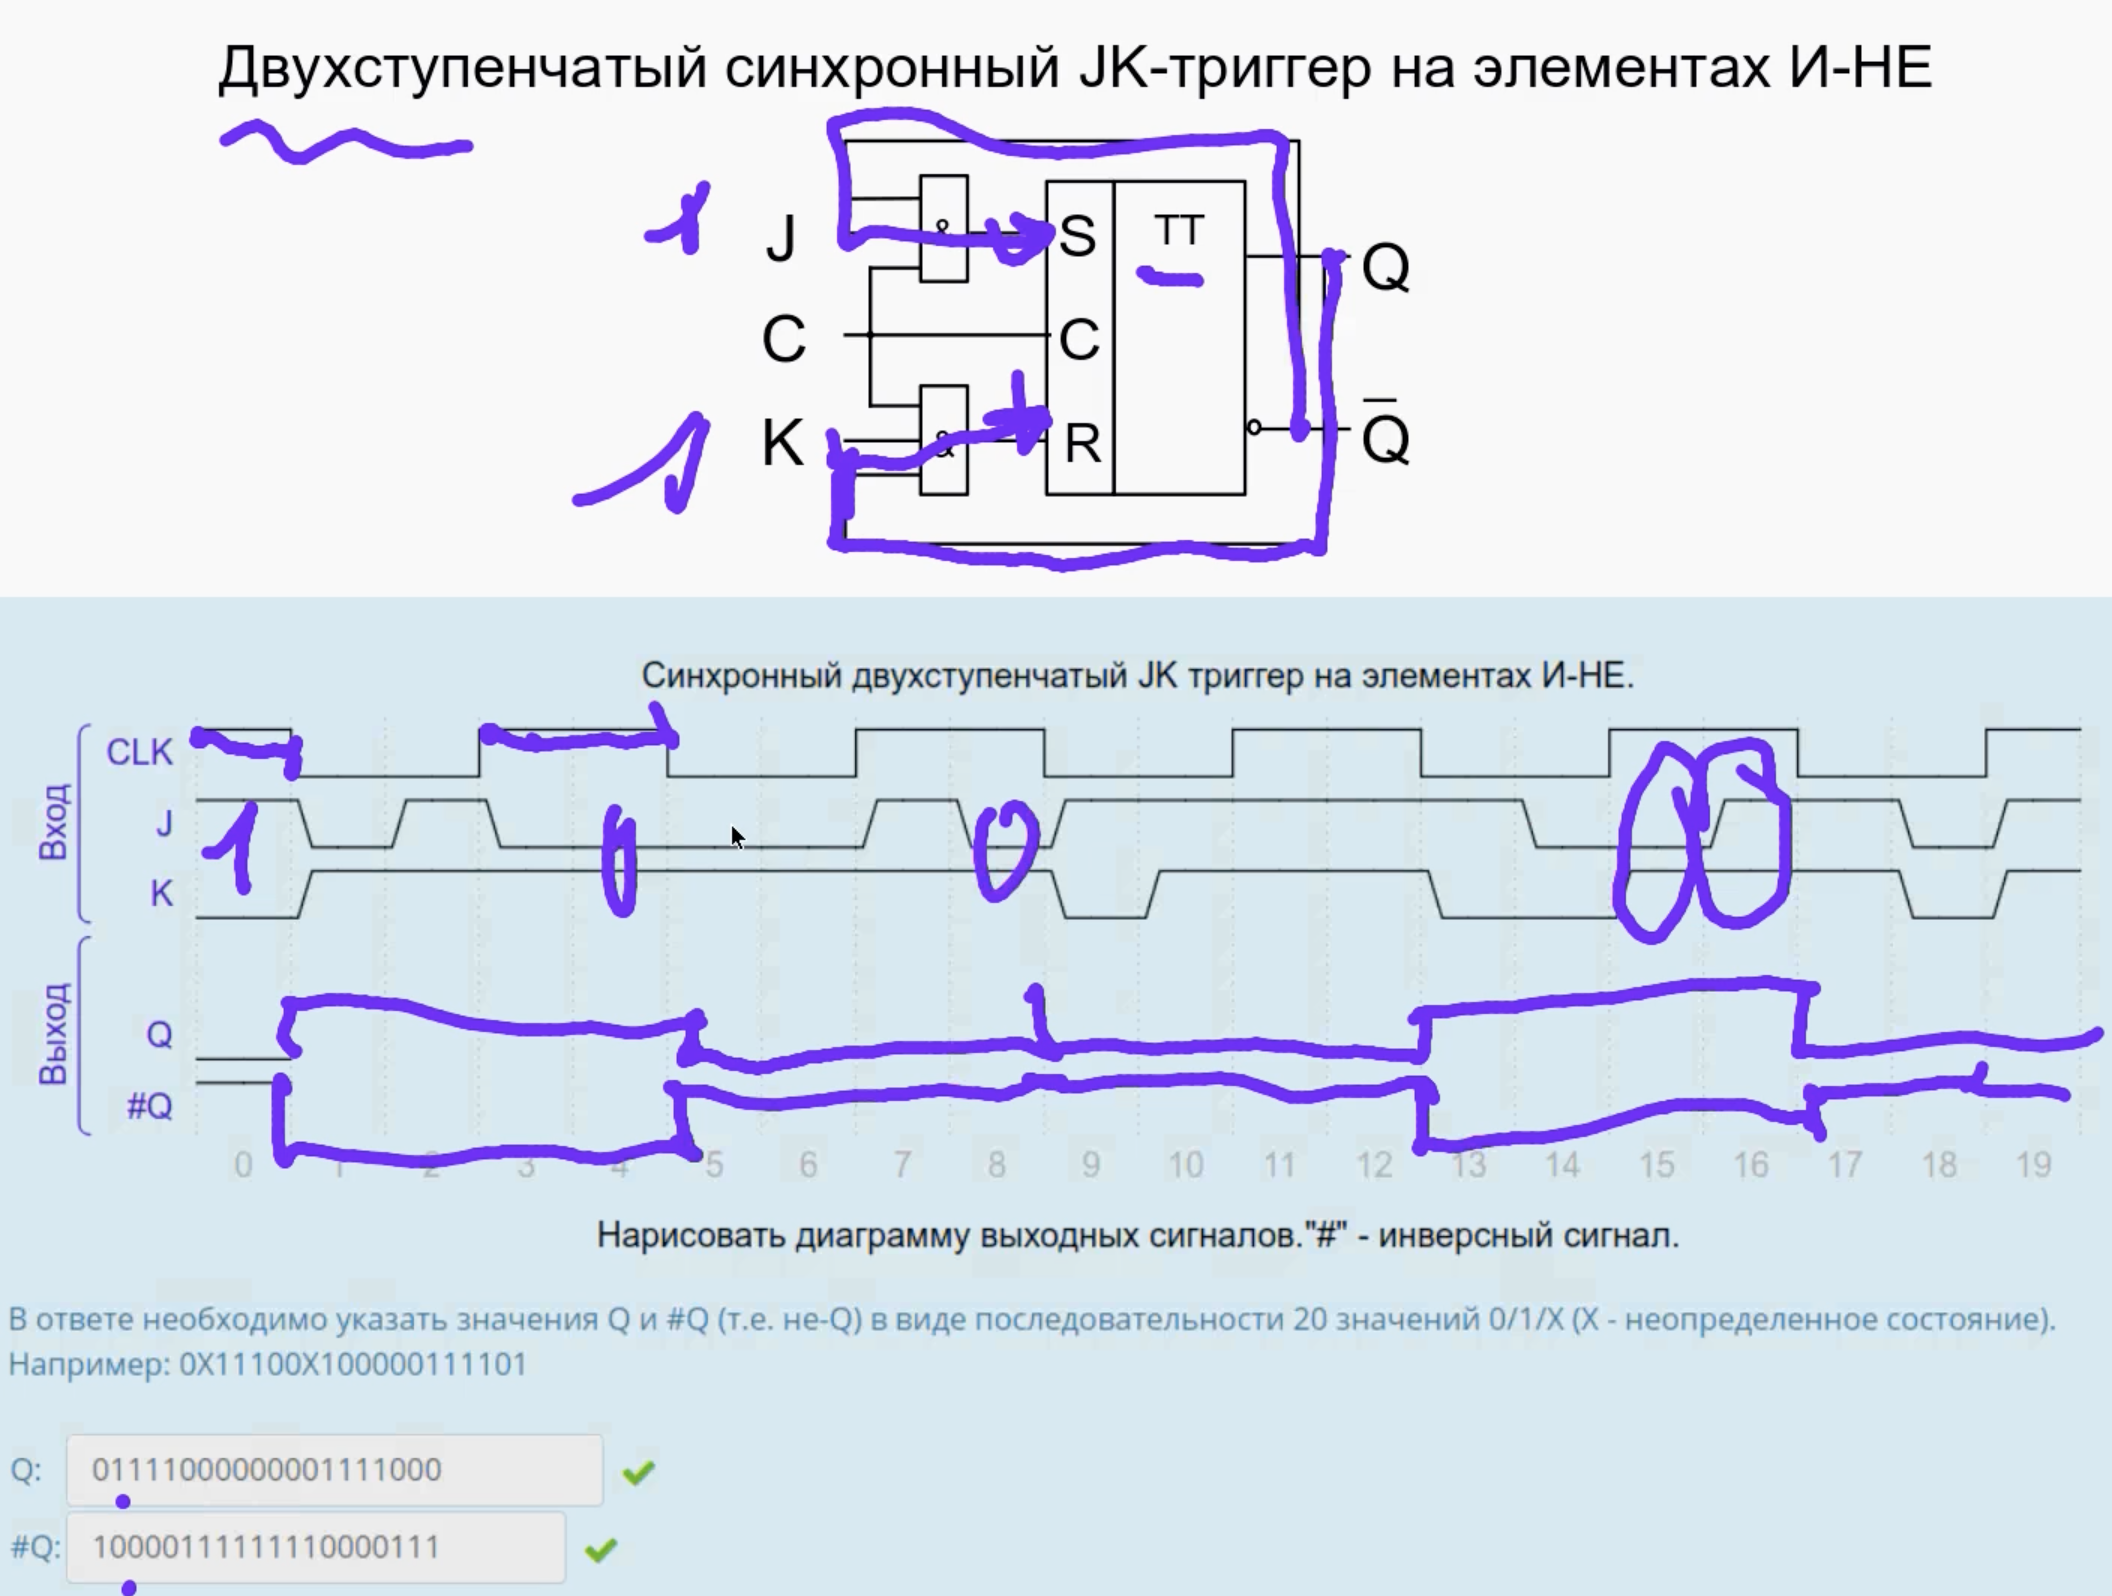 Двухступенчатый синхронный JK-триггер на элементах И-НЕ
1
J
&
S
TT
Q
C
C
1
K
&
R
Q̅
Синхронный двухступенчатый JK триггер на элементах И-НЕ.
Вход
CLK
J
1
0
K
Выход
Q
#Q
0 1 2 3 4 5 6 7 8 9 10 11 12 13 14 15 16 17 18 19
Нарисовать диаграмму выходных сигналов."#" - инверсный сигнал.
В ответе необходимо указать значения Q и #Q (т.е. не-Q) в виде последовательности 20 значений 0/1/X (X - неопределенное состояние).
Например: 0X11100X100000111101
Q: 01111000000001111000
#Q: 10000111111110000111